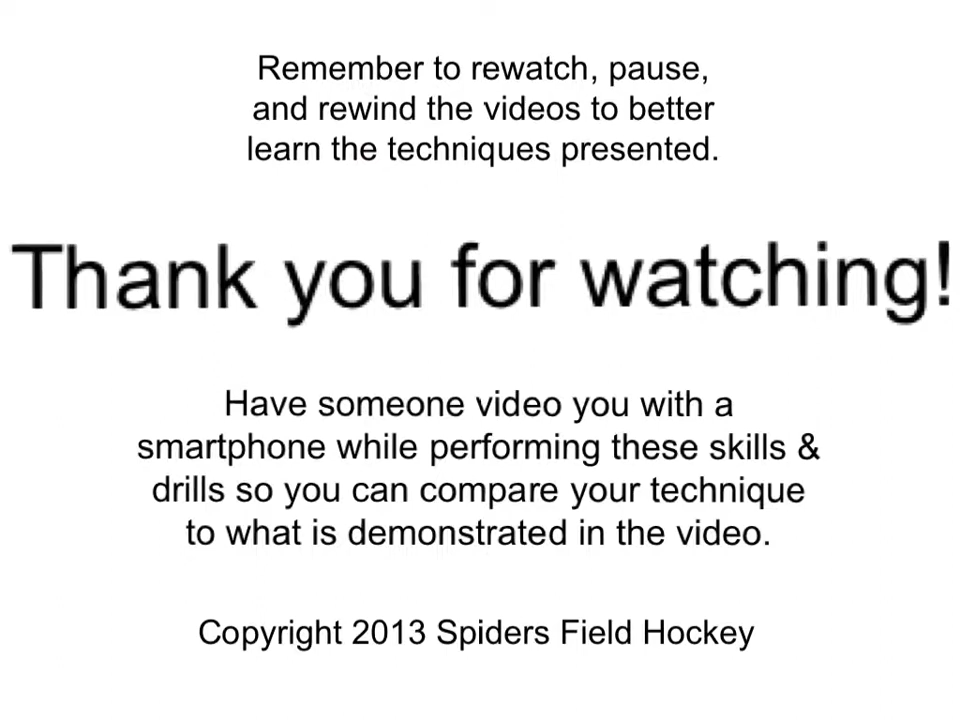 Remember to rewatch, pause,
and rewind the videos to better
learn the techniques presented.
Thank you for watching!
Have someone video you with a
smartphone while performing these skills &
drills so you can compare your technique
to what is demonstrated in the video.
Copyright 2013 Spiders Field Hockey